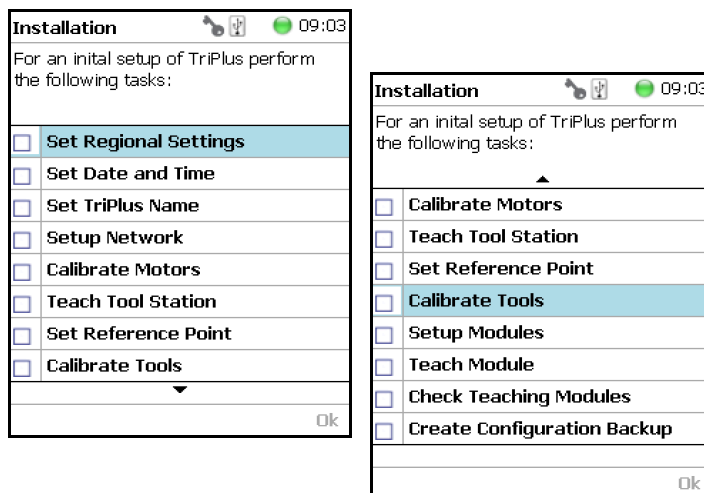 Installation 09:03
For an inital setup of TriPlus perform
the following tasks:
Set Regional Settings
Set Date and Time
Set TriPlus Name
Setup Network
Calibrate Motors
Teach Tool Station
Set Reference Point
Calibrate Tools
Ok
Installation 09:03
For an inital setup of TriPlus perform
the following tasks:
Calibrate Motors
Teach Tool Station
Set Reference Point
Calibrate Tools
Setup Modules
Teach Module
Check Teaching Modules
Create Configuration Backup
Ok